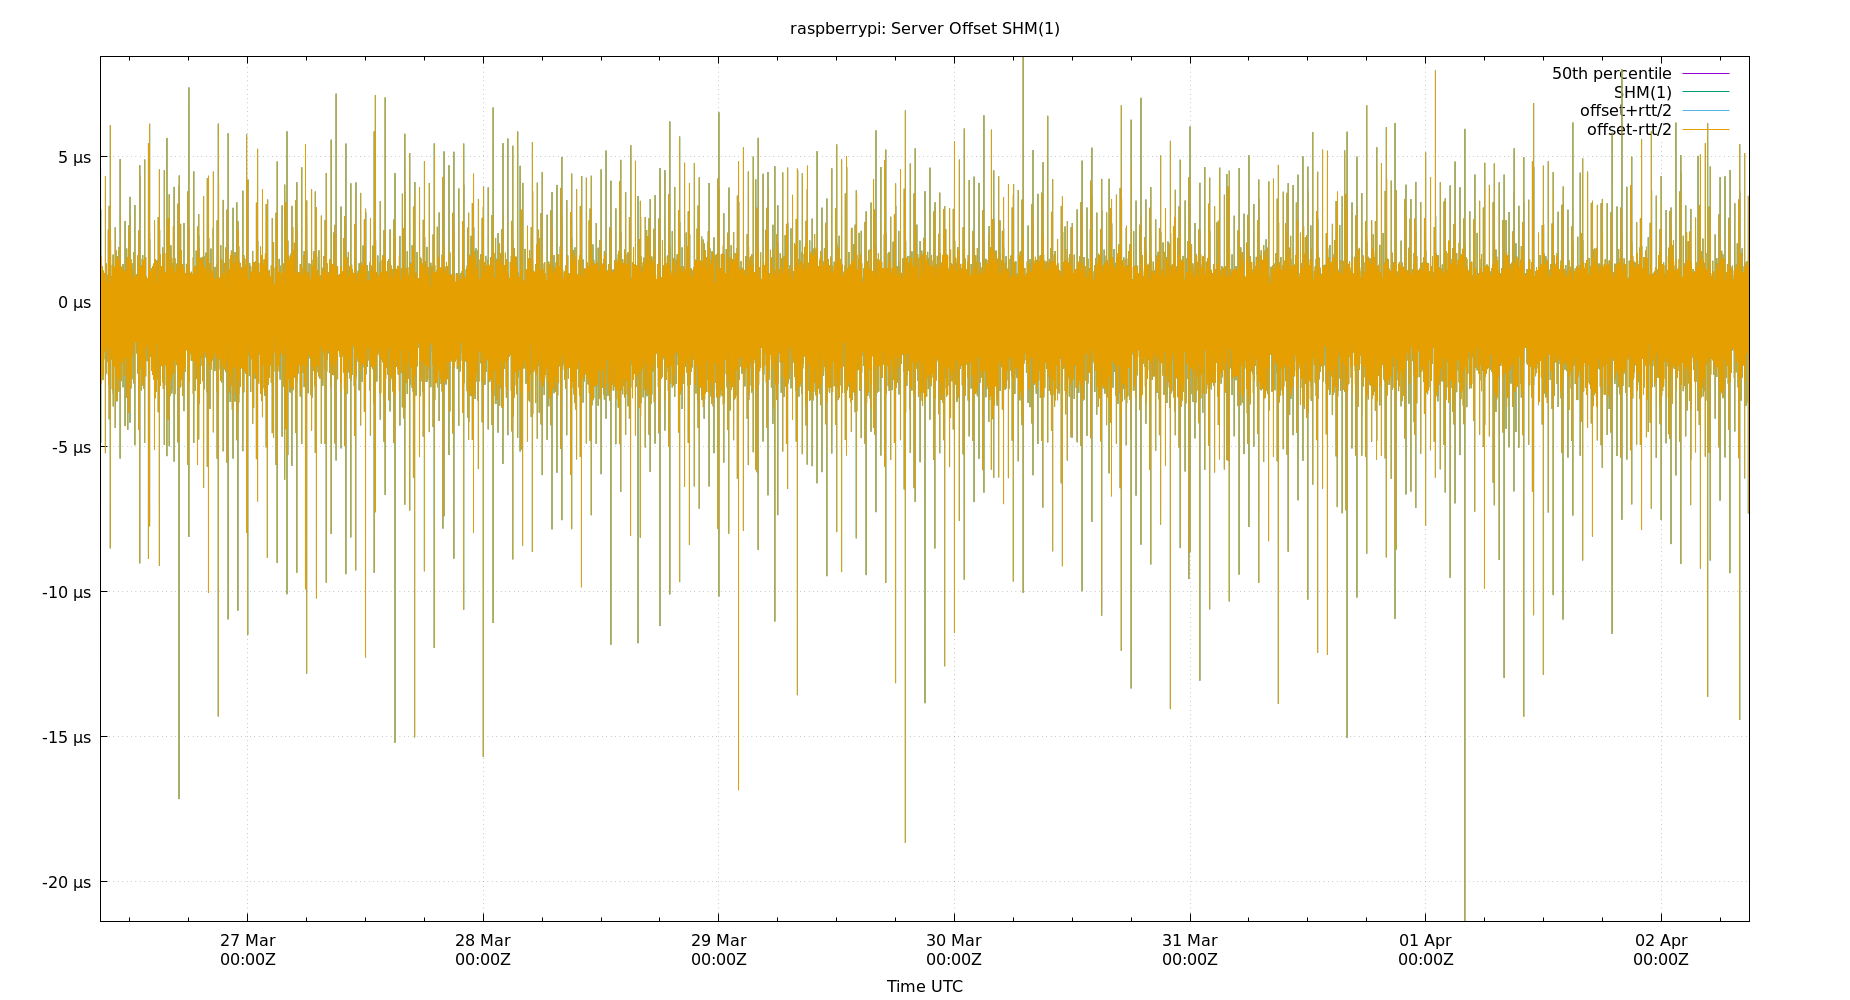 raspberrypi: Server Offset SHM(1)
50th percentile
SHM(1)
offset+rtt/2
offset-rtt/2
5 µs
0 µs
-5 µs
-10 µs
-15 µs
-20 µs
27 Mar 28 Mar 29 Mar 30 Mar 31 Mar 01 Apr 02 Apr
00:00Z 00:00Z 00:00Z 00:00Z 00:00Z 00:00Z 00:00Z
Time UTC